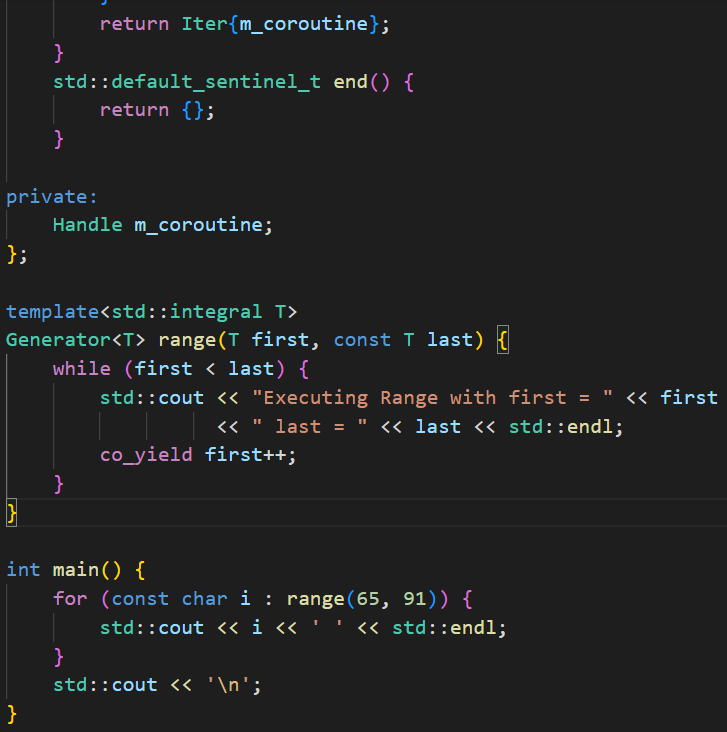 return Iter{m_coroutine};
    }
    std::default_sentinel_t end() {
        return {};
    }

private:
    Handle m_coroutine;
};

template<std::integral T>
Generator<T> range(T first, const T last) {
    while (first < last) {
        std::cout << "Executing Range with first = " << first
                  << " last = " << last << std::endl;
        co_yield first++;
    }
}

int main() {
    for (const char i : range(65, 91)) {
        std::cout << i << ' ' << std::endl;
    }
    std::cout << '\n';
}